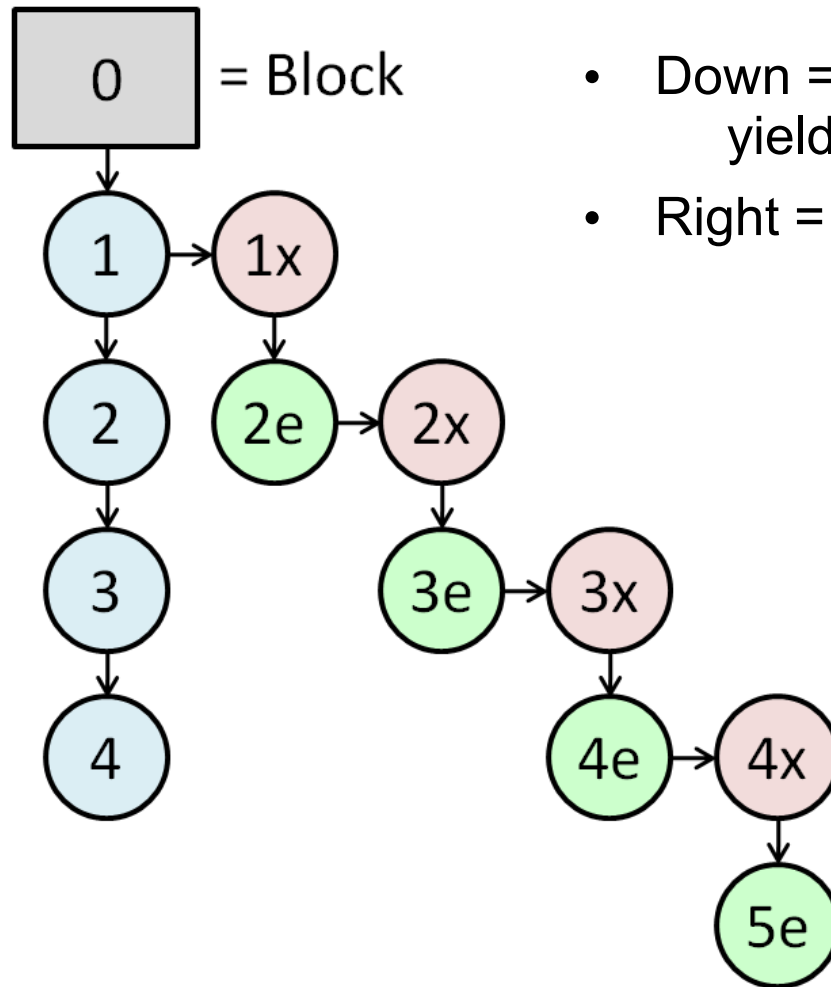 0 = Block
• Down =
yield
• Right =
1 1x
2 2e 2x
3 3e 3x
4 4e 4x
5e